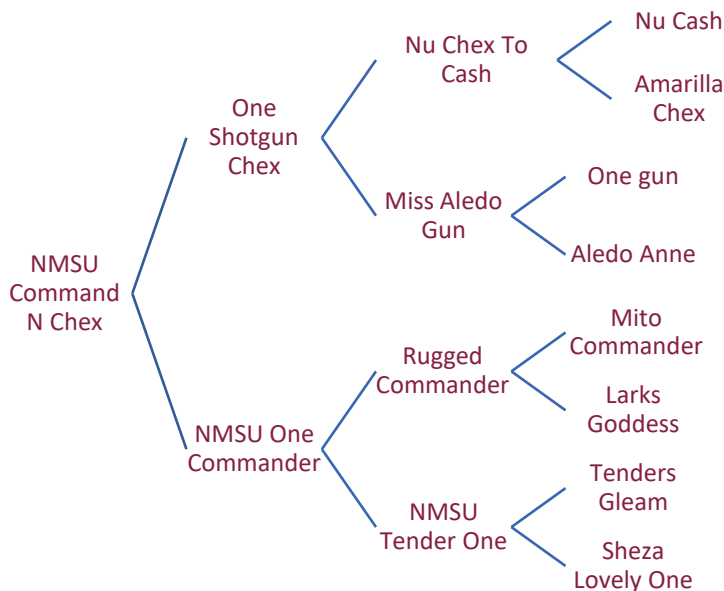 Nu Cash
Nu Chex To
Cash
Amarilla
Chex
One
Shotgun
Chex
One gun
Miss Aledo
Gun
Aledo Anne
NMSU
Command
N Chex
Mito
Commander
Rugged
Commander
Larks
Goddess
NMSU One
Commander
Tenders
Gleam
NMSU
Tender One
Sheza
Lovely One